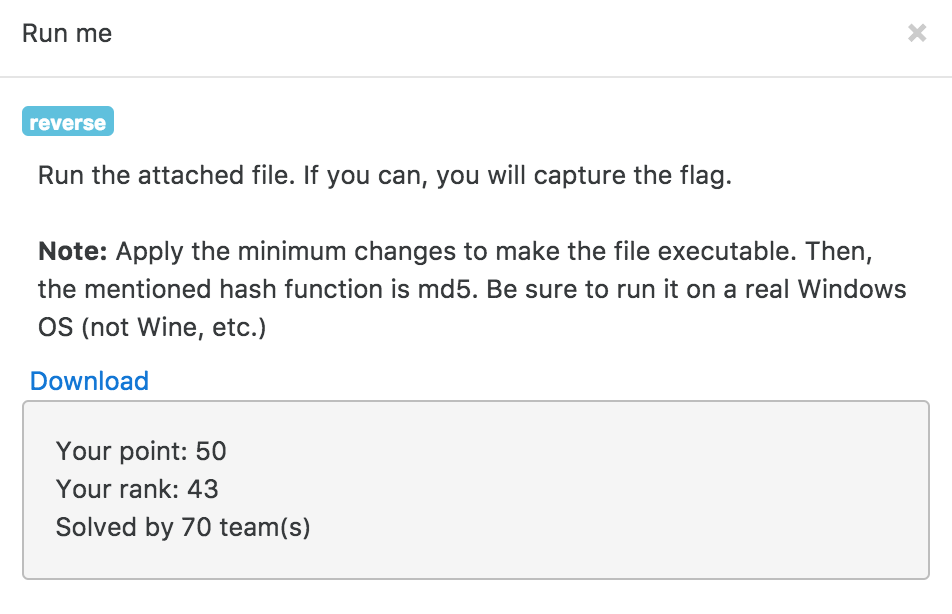 Run me
×
reverse
Run the attached file. If you can, you will capture the flag.
Note: Apply the minimum changes to make the file executable. Then,
the mentioned hash function is md5. Be sure to run it on a real Windows
OS (not Wine, etc.)
Download
Your point: 50
Your rank: 43
Solved by 70 team(s)